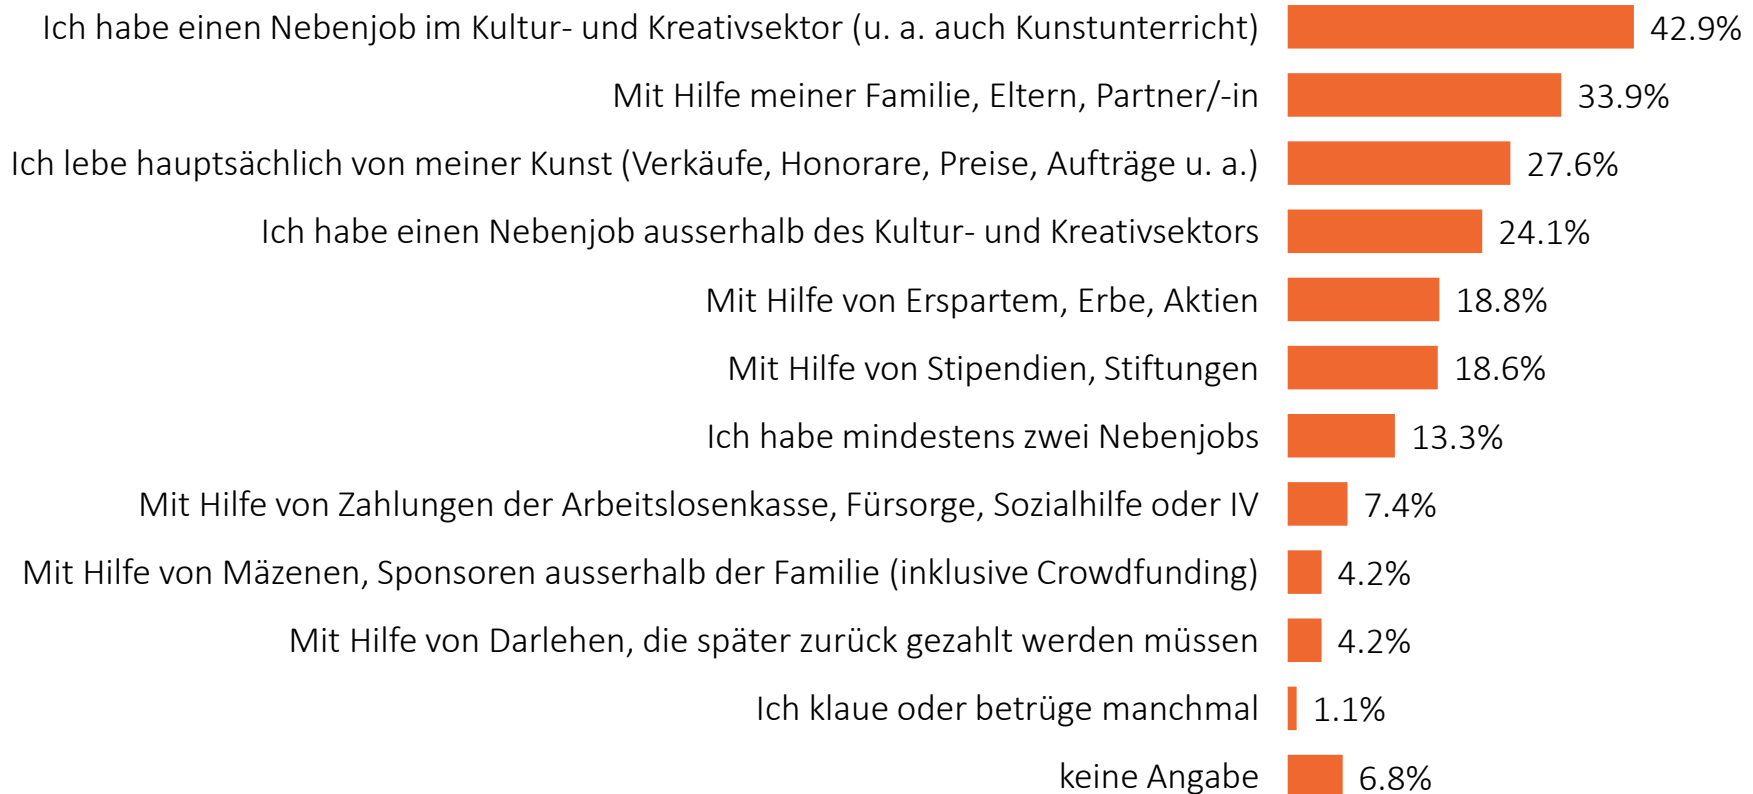 Ich habe einen Nebenjob im Kultur- und Kreativsektor (u. a. auch Kunstunterricht) 42.9%
Mit Hilfe meiner Familie, Eltern, Partner/-in 33.9%
Ich lebe hauptsächlich von meiner Kunst (Verkäufe, Honorare, Preise, Aufträge u. a.) 27.6%
Ich habe einen Nebenjob ausserhalb des Kultur- und Kreativsektors 24.1%
Mit Hilfe von Erspartem, Erbe, Aktien 18.8%
Mit Hilfe von Stipendien, Stiftungen 18.6%
Ich habe mindestens zwei Nebenjobs 13.3%
Mit Hilfe von Zahlungen der Arbeitslosenkasse, Fürsorge, Sozialhilfe oder IV 7.4%
Mit Hilfe von Mäzenen, Sponsoren ausserhalb der Familie (inklusive Crowdfunding) 4.2%
Mit Hilfe von Darlehen, die später zurück gezahlt werden müssen 4.2%
Ich klaue oder betrüge manchmal 1.1%
keine Angabe 6.8%